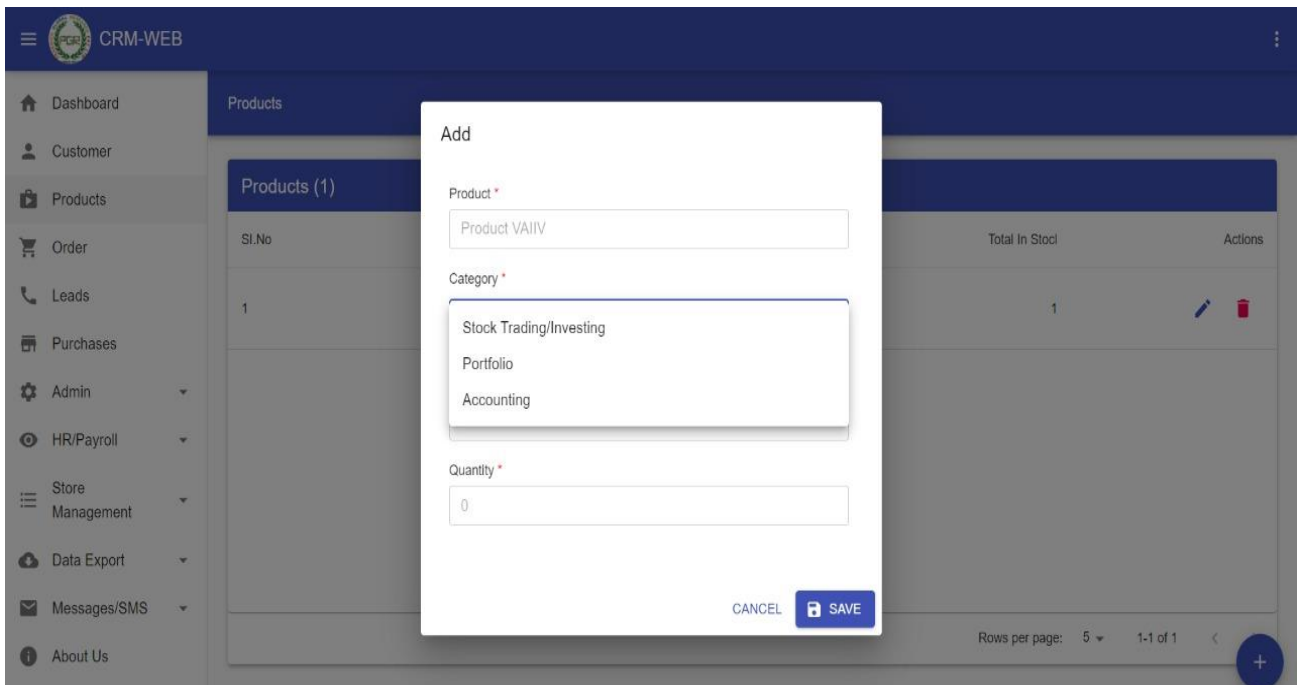 PGR
CRM-WEB
Dashboard
Customer
Products
Order
Leads
Purchases
Admin
HR/Payroll
Store
Management
Data Export
Messages/SMS
About Us
Products
Products (1)
Sl.No
Total In Stocl
Actions
1
1
Rows per page: 5
1-1 of 1
Add
Product *
Product VAIIV
Category *
Stock Trading/Investing
Portfolio
Accounting
Quantity *
0
CANCEL
SAVE